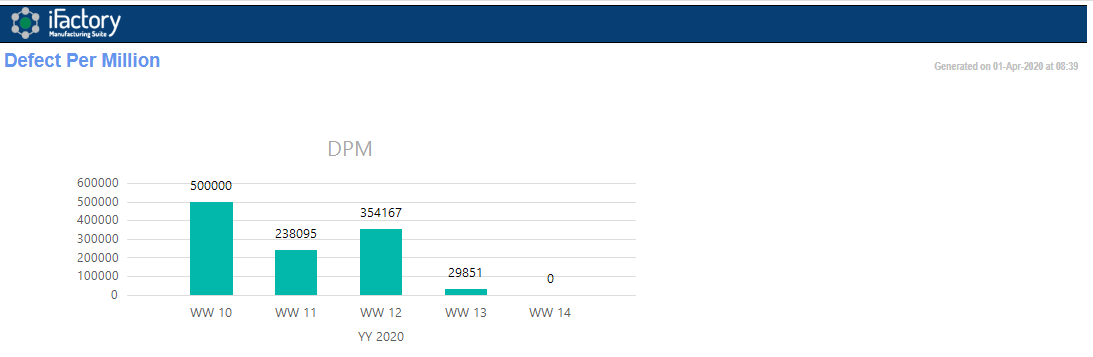 iFactory
Manufacturing Suite
Defect Per Million
Generated on 01-Apr-2020 at 08:39
DPM
600000
500000
400000
300000
200000
100000
0
500000
238095
354167
29851
0
WW 10 WW 11 WW 12 WW 13 WW 14
YY 2020